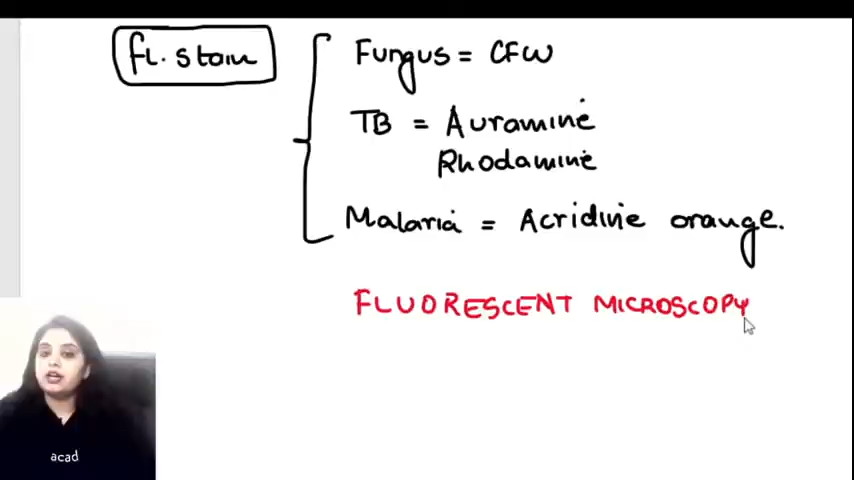 fl. stain
Fungus = CFW
TB = Auramine
Rhodamine
Malaria = Acridine orange.
FLUORESCENT MICROSCOPY
acad